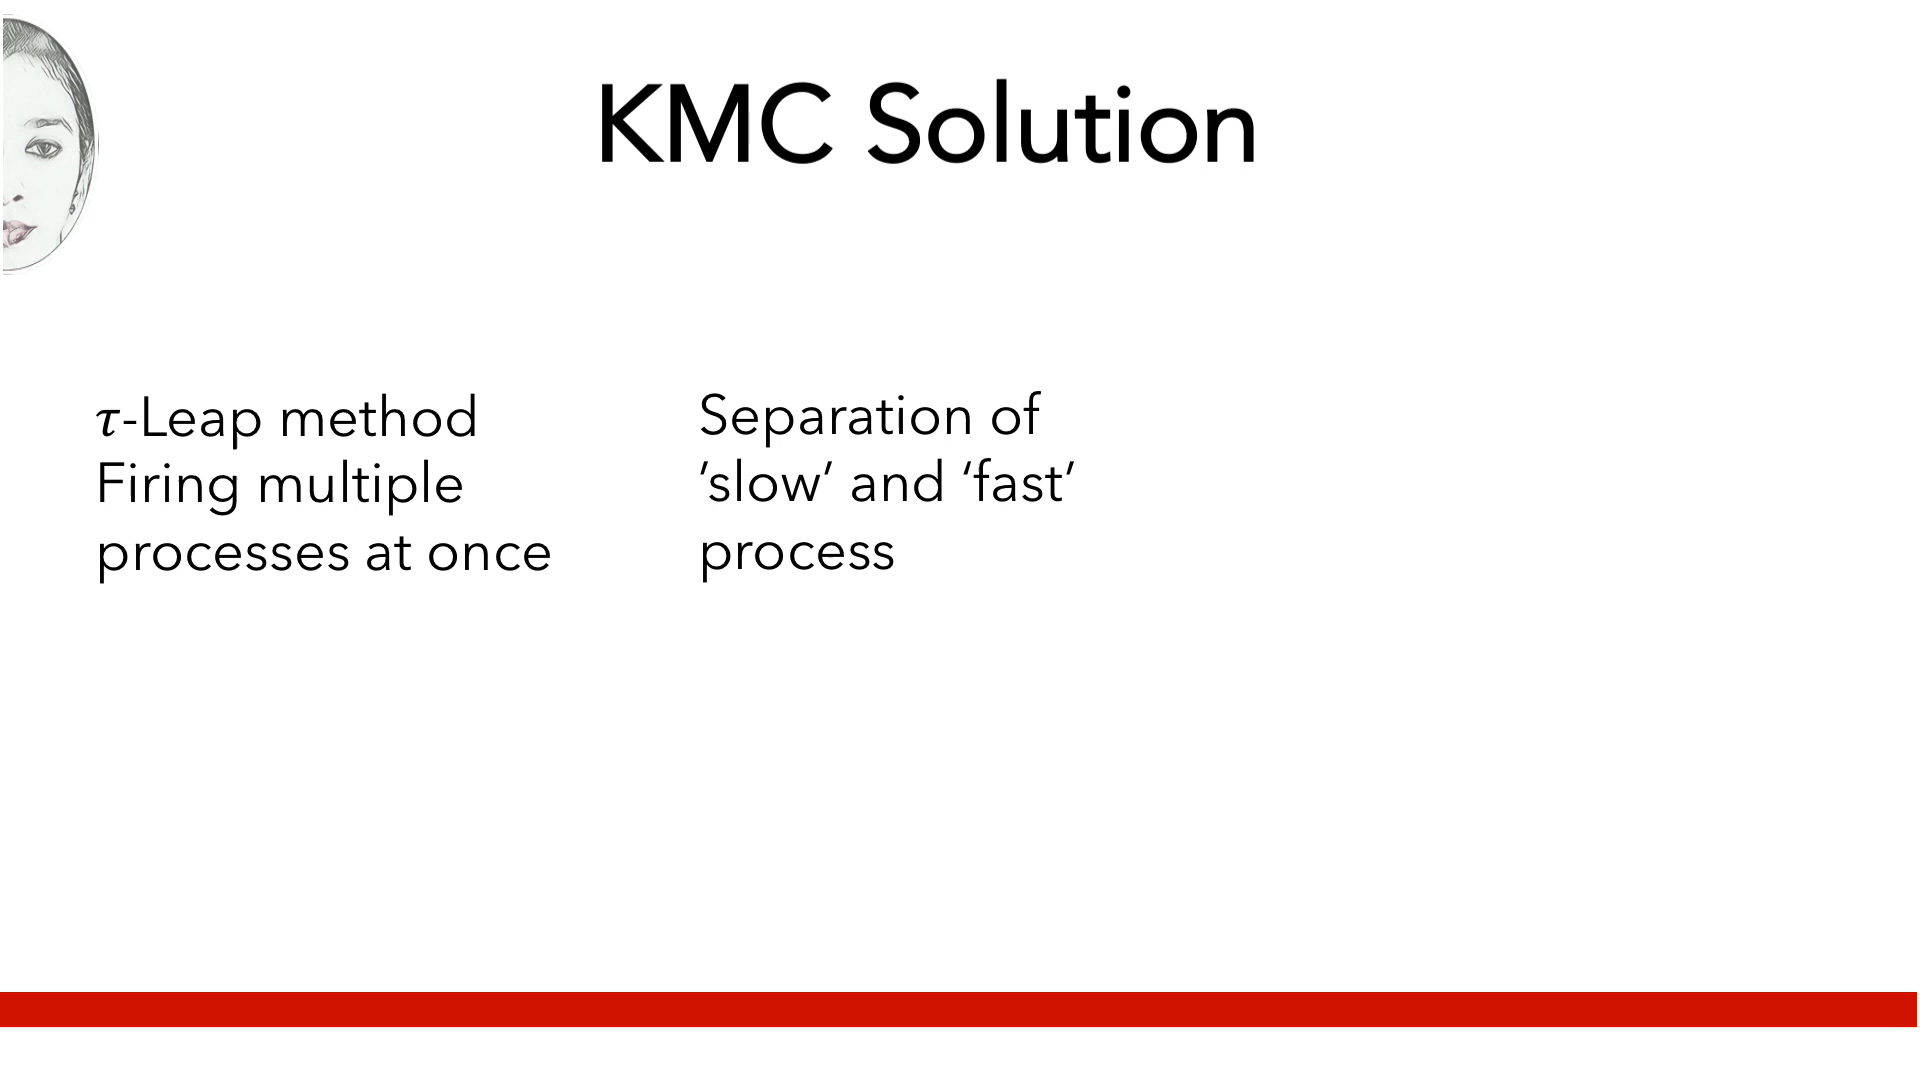 KMC Solution
τ-Leap method
Firing multiple
processes at once
Separation of
’slow’ and ‘fast’
process